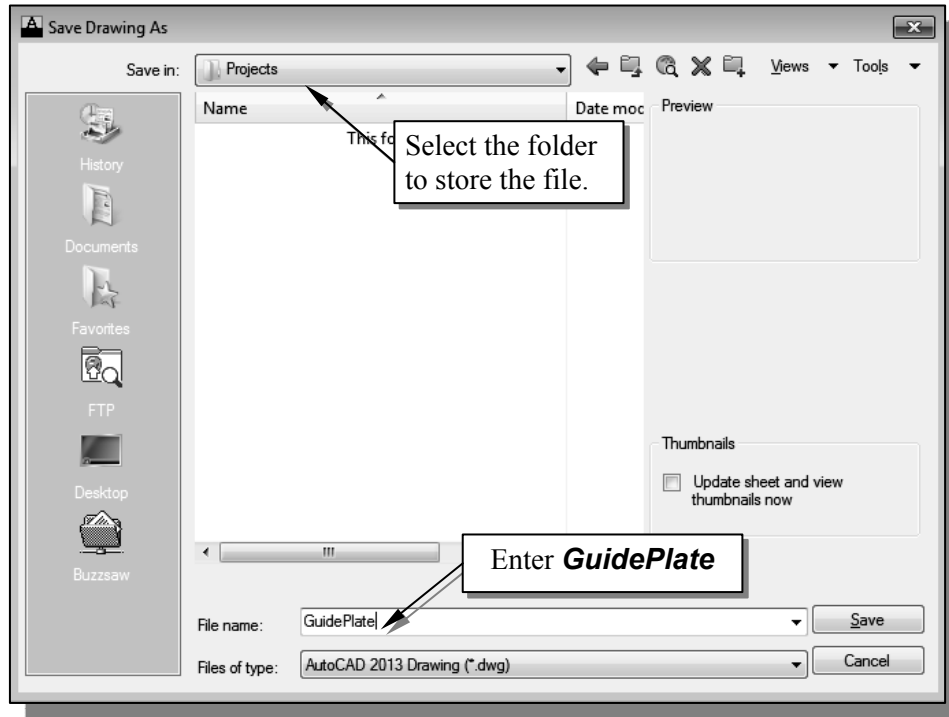 Save Drawing As
Save in: Projects Views Tools
Name Date moc Preview
This fo
Select the folder
to store the file.
History
Documents
Favorites
FTP
Desktop
Buzzsaw
Thumbnails
Update sheet and view
thumbnails now
Enter GuidePlate
File name: GuidePlate Save
Files of type: AutoCAD 2013 Drawing (*.dwg) Cancel